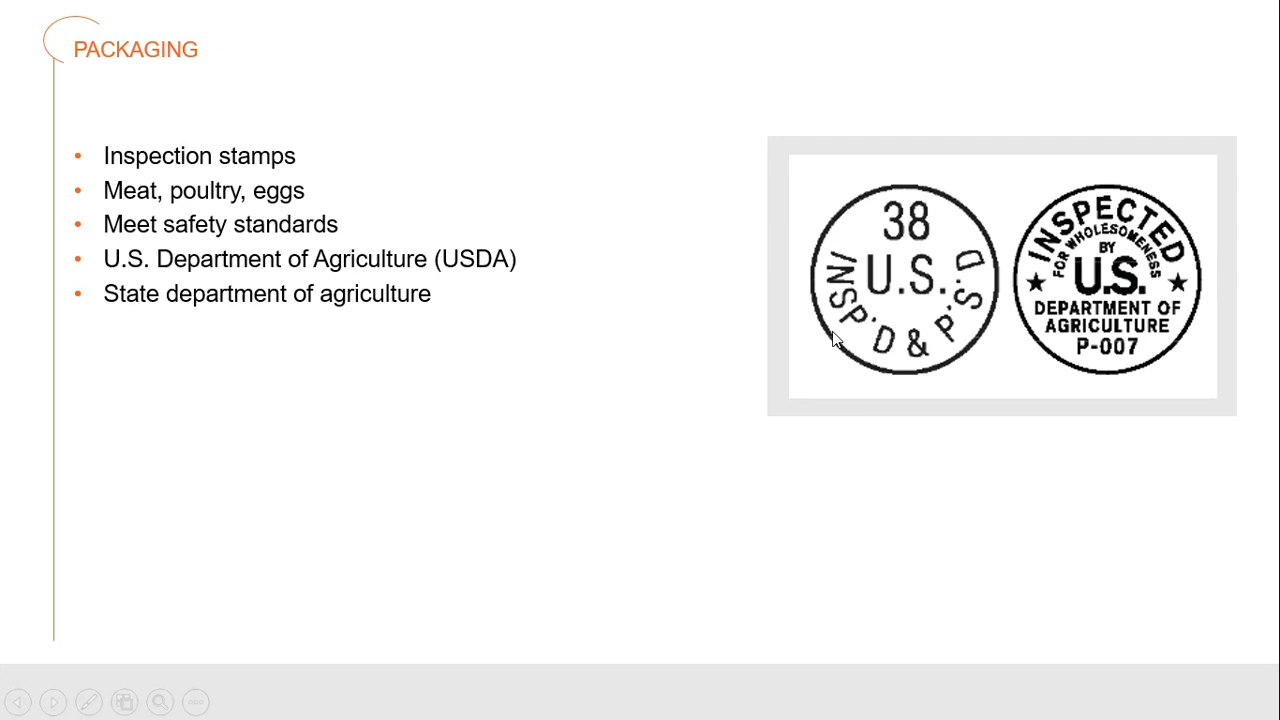 PACKAGING
• Inspection stamps
• Meat, poultry, eggs
• Meet safety standards
• U.S. Department of Agriculture (USDA)
• State department of agriculture
38
U.S.
INSP'D & P'S'D
INSPECTED
FOR WHOLESOMENESS
BY
U.S.
DEPARTMENT OF
AGRICULTURE
P-007